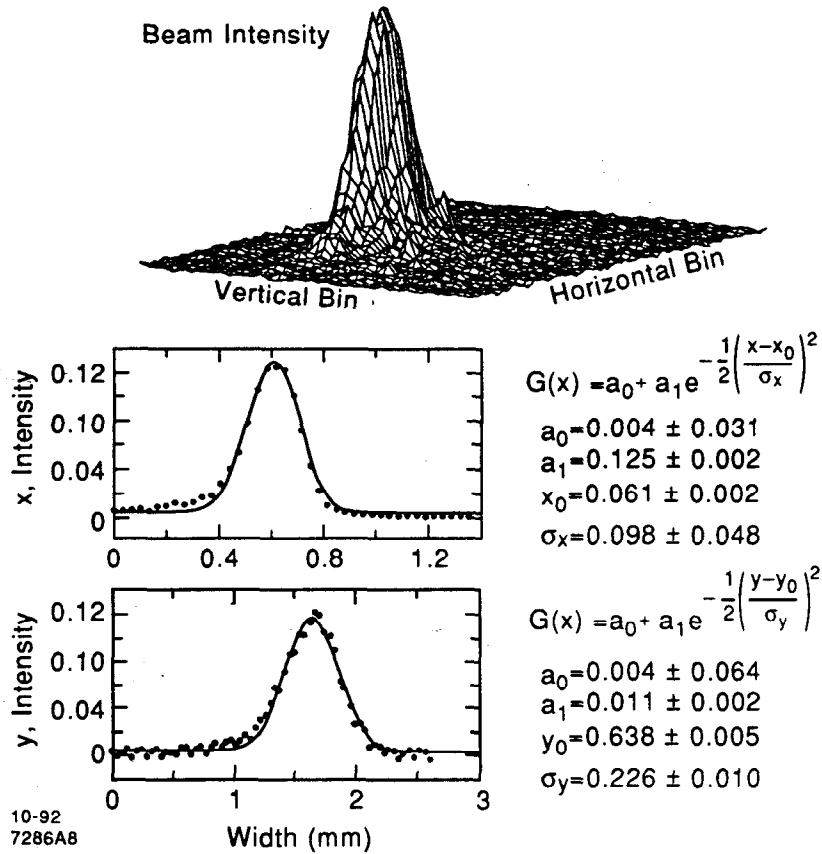 Beam Intensity
Vertical Bin
Horizontal Bin
x, Intensity
0.12
0.10
0.04
0
0
0.4
0.8
1.2
G(x) =a₀+ a₁e^{-1/2((x-x₀)/σₓ)²}
a₀=0.004 ± 0.031
a₁=0.125 ± 0.002
x₀=0.061 ± 0.002
σₓ=0.098 ± 0.048
y, Intensity
0.12
0.10
0.04
0
0
1
2
3
Width (mm)
G(x) =a₀+ a₁e^{-1/2((y-y₀)/σ_y)²}
a₀=0.004 ± 0.064
a₁=0.011 ± 0.002
y₀=0.638 ± 0.005
σ_y=0.226 ± 0.010
10-92
7286A8